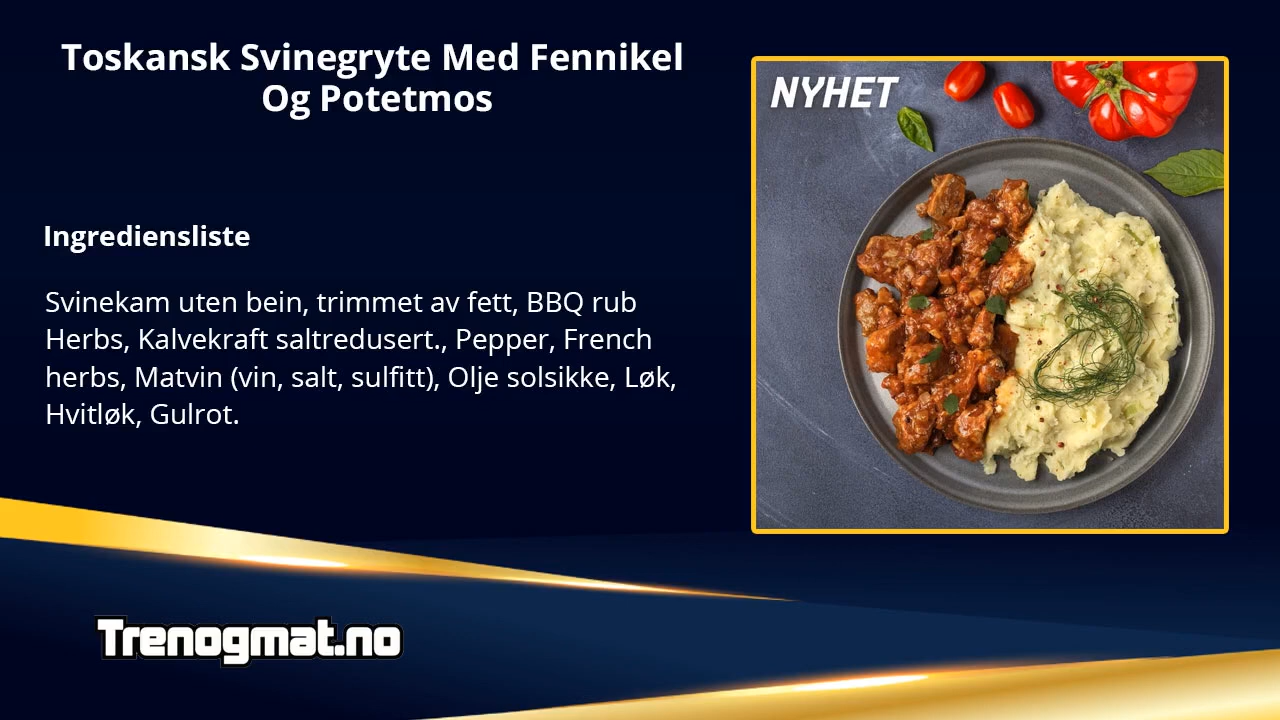 Toskansk Svinegryte Med Fennikel
Og Potetmos
NYHET
Ingrediensliste
Svinekam uten bein, trimmet av fett, BBQ rub
Herbs, Kalvekraft saltredusert., Pepper, French
herbs, Matvin (vin, salt, sulfitt), Olje solsikke, Løk,
Hvitløk, Gulrot.
Trenogmat.no